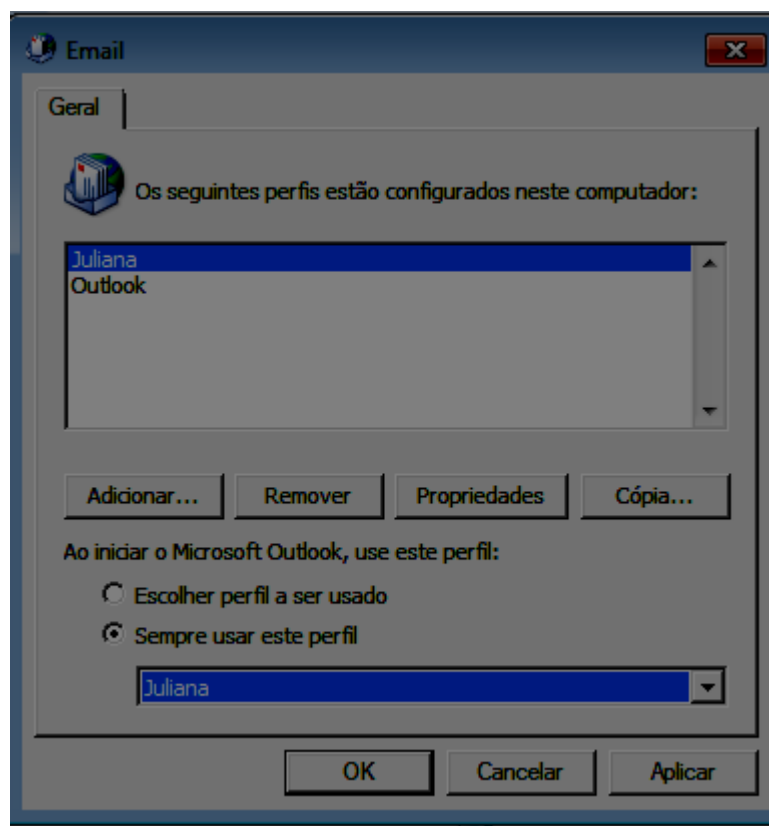 Email
Geral
Os seguintes perfis estão configurados neste computador:
Juliana
Outlook
Adicionar... Remover Propriedades Cópia...
Ao iniciar o Microsoft Outlook, use este perfil:
Escolher perfil a ser usado
Sempre usar este perfil
Juliana
OK Cancelar Aplicar